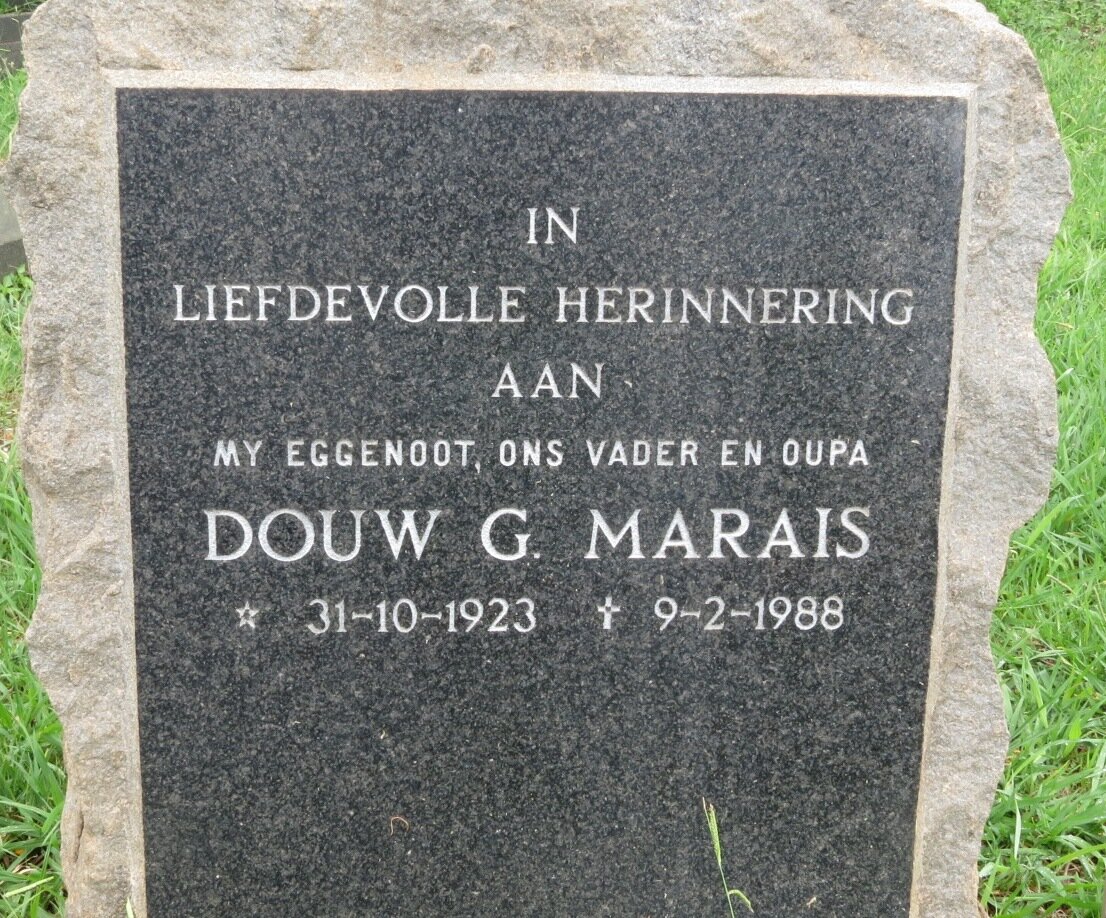 IN
LIEFDEVOLLE HERINNERING
AAN
MY EGGENOOT, ONS VADER EN OUPA
DOUW G. MARAIS
☆ 31-10-1923 ✝ 9-2-1988